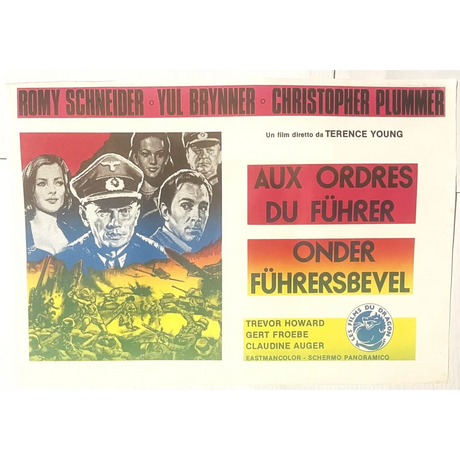 ROMY SCHNEIDER · YUL BRYNNER · CHRISTOPHER PLUMMER
Un film diretto da TERENCE YOUNG
AUX ORDRES
DU FÜHRER
ONDER
FÜHRERSBEVEL
TREVOR HOWARD
GERT FROEBE
CLAUDINE AUGER
EASTMANCOLOR - SCHERMO PANORAMICO
LES FILMS DU DRAGON